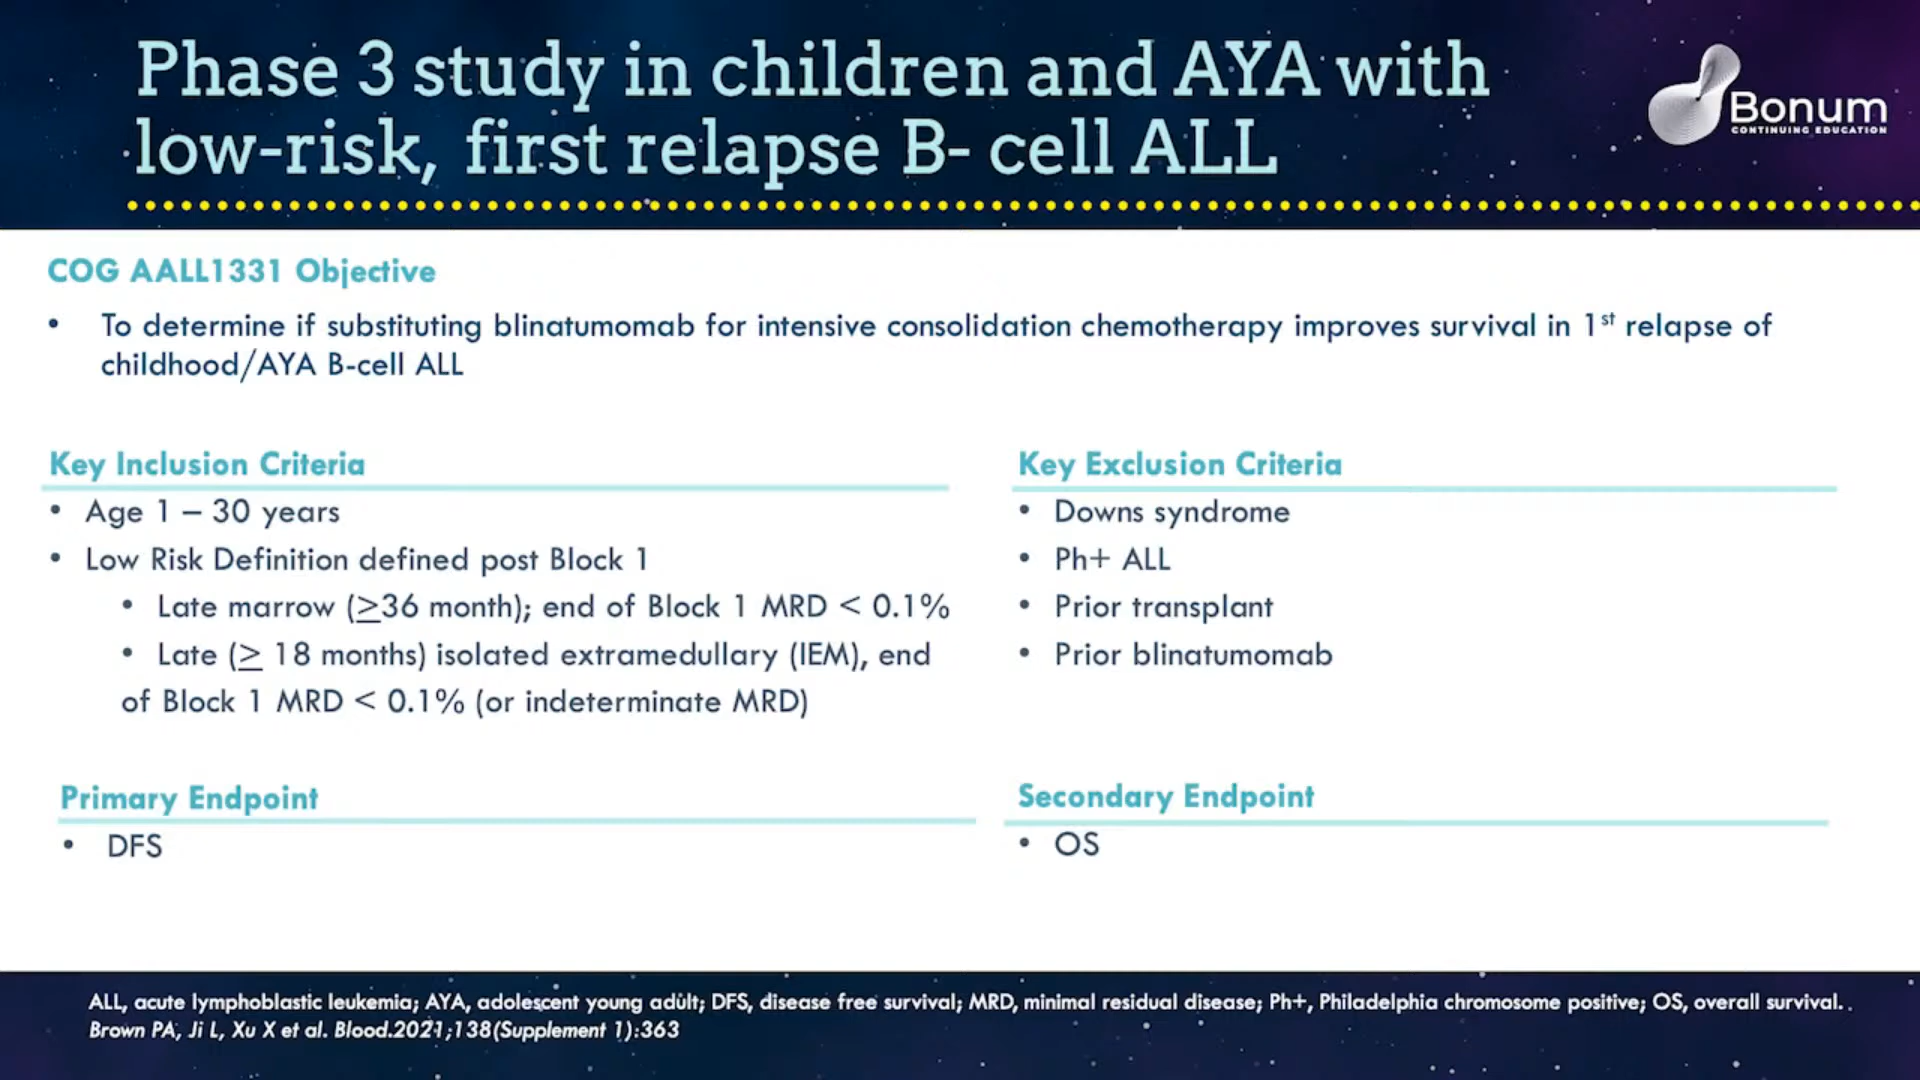 Phase 3 study in children and AYA with
low-risk, first relapse B- cell ALL
Bonum
CONTINUING EDUCATION
COG AALL1331 Objective
• To determine if substituting blinatumomab for intensive consolidation chemotherapy improves survival in 1st relapse of
childhood/AYA B-cell ALL
Key Inclusion Criteria
• Age 1 – 30 years
• Low Risk Definition defined post Block 1
• Late marrow (≥36 month); end of Block 1 MRD < 0.1%
• Late (≥ 18 months) isolated extramedullary (IEM), end
of Block 1 MRD < 0.1% (or indeterminate MRD)
Key Exclusion Criteria
• Downs syndrome
• Ph+ ALL
• Prior transplant
• Prior blinatumomab
Primary Endpoint
• DFS
Secondary Endpoint
• OS
ALL, acute lymphoblastic leukemia; AYA, adolescent young adult; DFS, disease free survival; MRD, minimal residual disease; Ph+, Philadelphia chromosome positive; OS, overall survival.
Brown PA, Ji L, Xu X et al. Blood.2021;138(Supplement 1):363